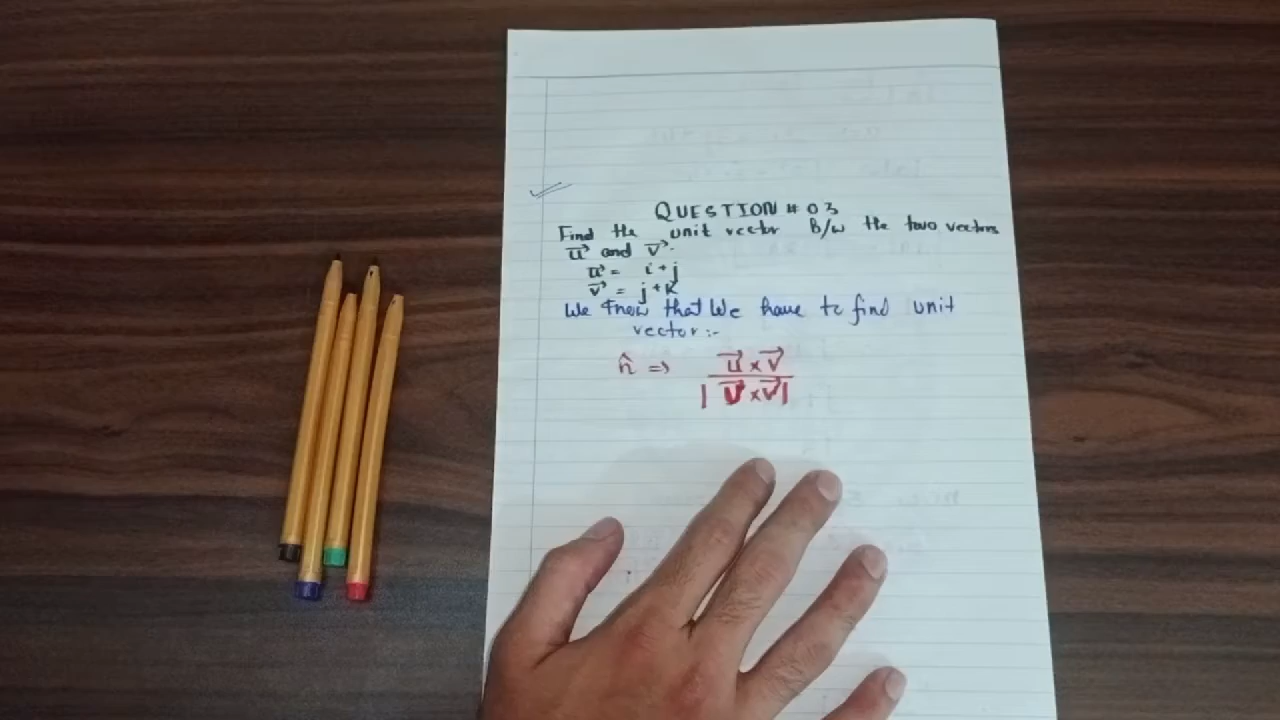 QUESTION # 03
Find the unit vector B/w the two vectors
u⃗ and v⃗.
u⃗ = i+j
v⃗ = j+k
We know that We have to find unit
vector:-
n̂ => u⃗×v⃗
|v⃗×v⃗|